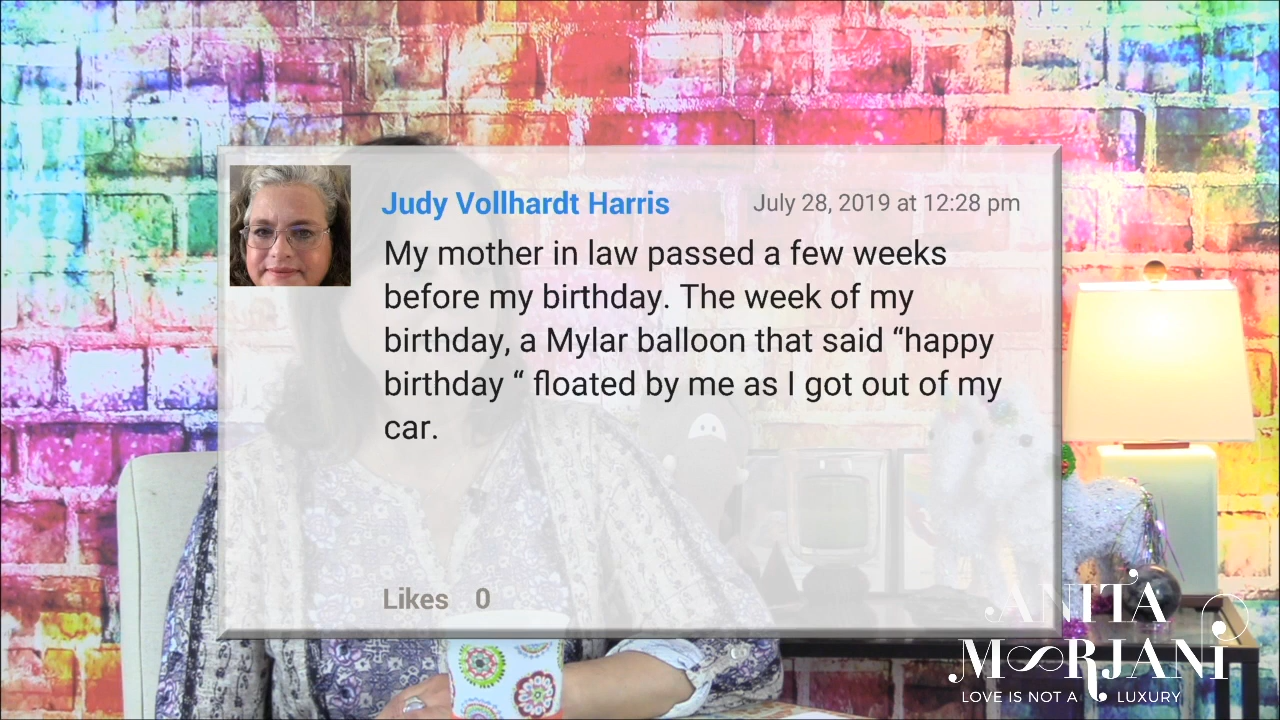 Judy Vollhardt Harris
July 28, 2019 at 12:28 pm
My mother in law passed a few weeks
before my birthday. The week of my
birthday, a Mylar balloon that said “happy
birthday “ floated by me as I got out of my
car.
Likes 0
ANITA
MOORJANI
LOVE IS NOT A LUXURY